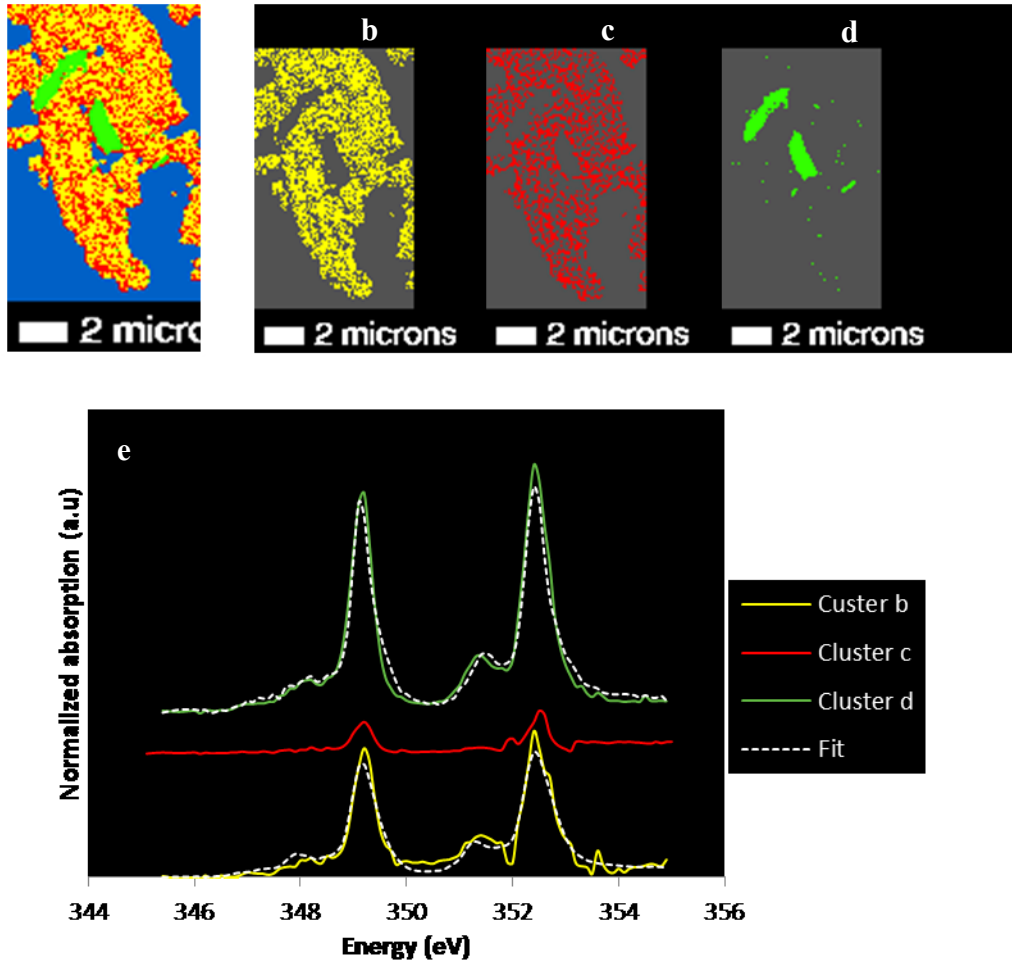 b c d
2 micro
2 microns 2 microns 2 microns
e
Normalized absorption (a.u)
Custer b
Cluster c
Cluster d
Fit
344 346 348 350 352 354 356
Energy (eV)